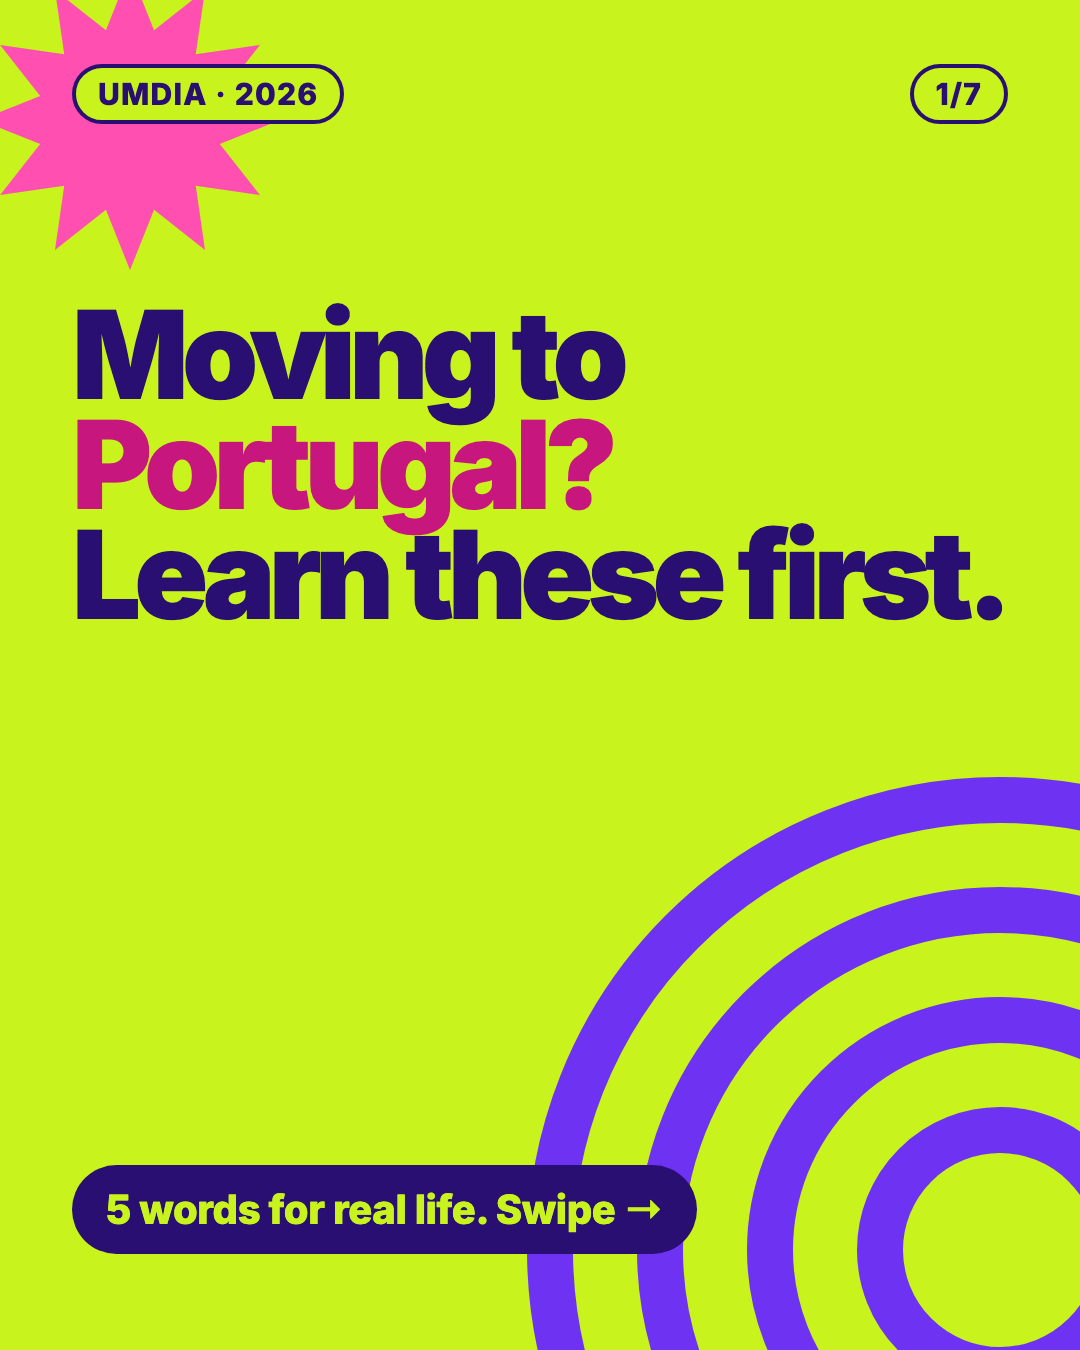 UMDIA · 2026
1/7
Moving to
Portugal?
Learn these first.
5 words for real life. Swipe →